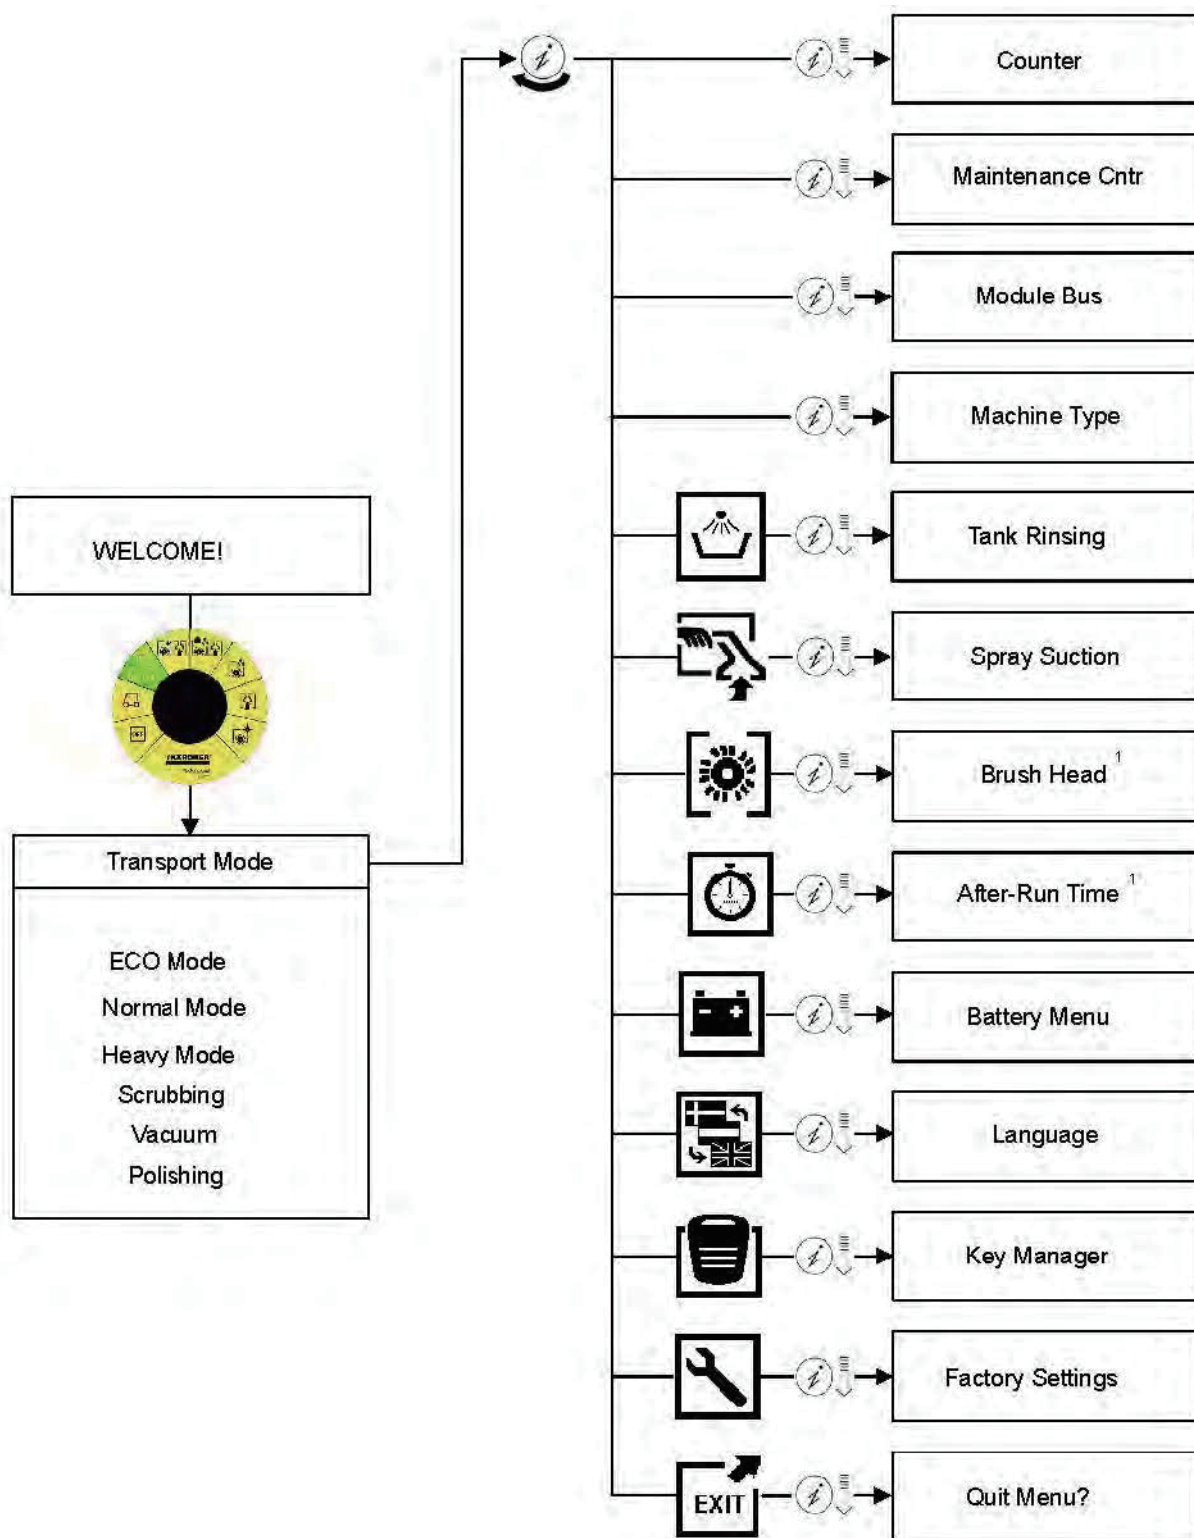 Counter
Maintenance Cntr
Module Bus
Machine Type
Tank Rinsing
Spray Suction
Brush Head 1
After-Run Time 1
Battery Menu
Language
Key Manager
Factory Settings
EXIT
Quit Menu?
WELCOME!
OFF
KÄRCHER
Transport Mode
ECO Mode
Normal Mode
Heavy Mode
Scrubbing
Vacuum
Polishing